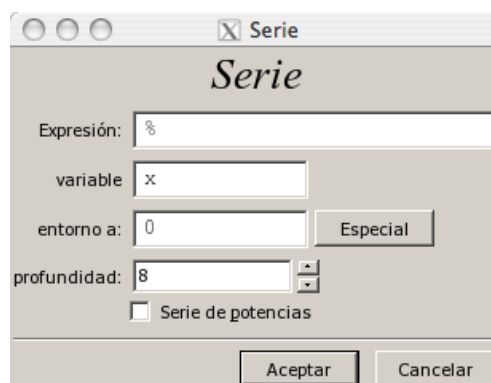 Serie
Serie
Expresión: %
variable x
entorno a: 0 Especial
profundidad: 8
Serie de potencias
Aceptar Cancelar